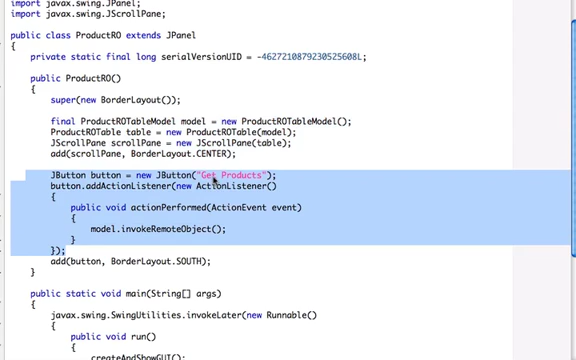 import javax.swing.JPanel;
import javax.swing.JScrollPane;
public class ProductRO extends JPanel
{
private static final long serialVersionUID = -4627210879230525608L;
public ProductRO()
{
super(new BorderLayout());
final ProductROTableModel model = new ProductROTableModel();
ProductROTable table = new ProductROTable(model);
JScrollPane scrollPane = new JScrollPane(table);
add(scrollPane, BorderLayout.CENTER);
JButton button = new JButton("Get Products");
button.addActionListener(new ActionListener()
{
public void actionPerformed(ActionEvent event)
{
model.invokeRemoteObject();
}
});
add(button, BorderLayout.SOUTH);
}
public static void main(String[] args)
{
javax.swing.SwingUtilities.invokeLater(new Runnable()
{
public void run()
{
createAndShowGUI();